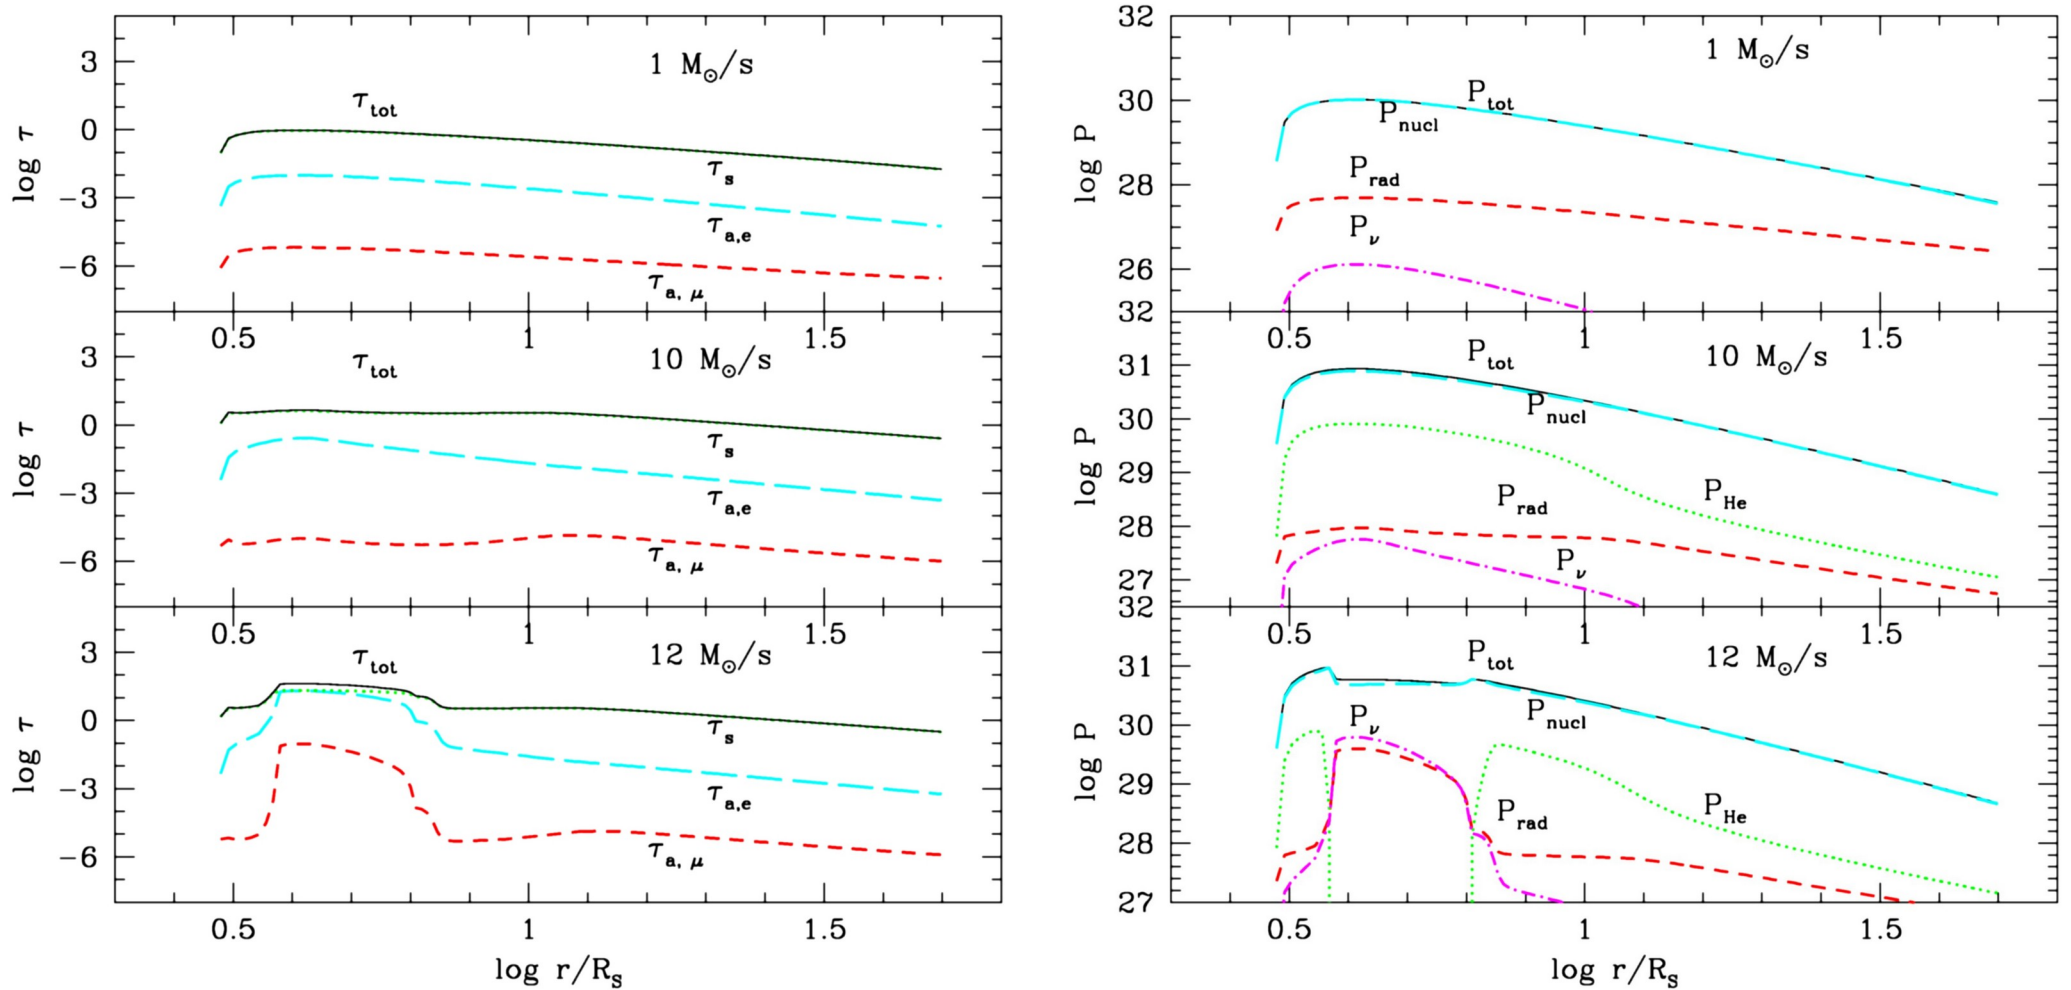 1 M⊙/s
τtot
τs
τa,e
τa, μ
log τ
3
0
−3
−6
0.5
1
1.5
10 M⊙/s
τtot
τs
τa,e
τa, μ
log τ
3
0
−3
−6
0.5
1
1.5
12 M⊙/s
τtot
τs
τa,e
τa, μ
log τ
3
0
−3
−6
0.5
1
1.5
log r/RS
1 M⊙/s
Ptot
Pnucl
Prad
Pν
log P
32
30
28
26
0.5
1
1.5
10 M⊙/s
Ptot
Pnucl
PHe
Prad
Pν
log P
32
31
30
29
28
27
0.5
1
1.5
12 M⊙/s
Ptot
Pnucl
Pν
PHe
Prad
log P
32
31
30
29
28
27
0.5
1
1.5
log r/RS